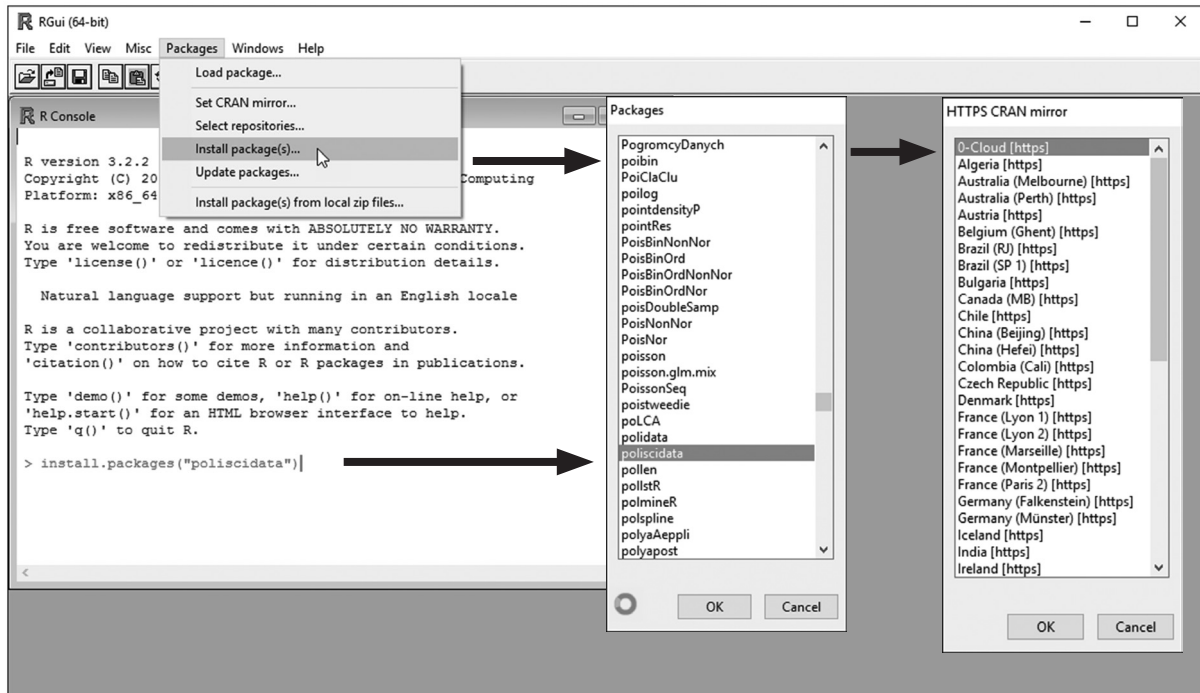 RGui (64-bit)
File Edit View Misc Packages Windows Help
Load package...
Set CRAN mirror...
Select repositories...
Install package(s)...
Update packages...
Install package(s) from local zip files...
R Console
R version 3.2.2
Copyright (C) 20 Computing
Platform: x86_64
R is free software and comes with ABSOLUTELY NO WARRANTY.
You are welcome to redistribute it under certain conditions.
Type 'license()' or 'licence()' for distribution details.
Natural language support but running in an English locale
R is a collaborative project with many contributors.
Type 'contributors()' for more information and
'citation()' on how to cite R or R packages in publications.
Type 'demo()' for some demos, 'help()' for on-line help, or
'help.start()' for an HTML browser interface to help.
Type 'q()' to quit R.
> install.packages("poliscidata")
Packages
PogromcyDanych
poibin
PoiClaClu
poilog
pointdensityP
pointRes
PoisBinNonNor
PoisBinOrd
PoisBinOrdNonNor
PoisBinOrdNor
poisDoubleSamp
PoisNonNor
PoisNor
poisson
poisson.glm.mix
PoissonSeq
poistweedie
poLCA
polidata
poliscidata
pollen
pollstR
polmineR
polspline
polyaAeppli
polyapost
OK Cancel
HTTPS CRAN mirror
0-Cloud [https]
Algeria [https]
Australia (Melbourne) [https]
Australia (Perth) [https]
Austria [https]
Belgium (Ghent) [https]
Brazil (RJ) [https]
Brazil (SP 1) [https]
Bulgaria [https]
Canada (MB) [https]
Chile [https]
China (Beijing) [https]
China (Hefei) [https]
Colombia (Cali) [https]
Czech Republic [https]
Denmark [https]
France (Lyon 1) [https]
France (Lyon 2) [https]
France (Marseille) [https]
France (Montpellier) [https]
France (Paris 2) [https]
Germany (Falkenstein) [https]
Germany (Münster) [https]
Iceland [https]
India [https]
Ireland [https]
OK Cancel